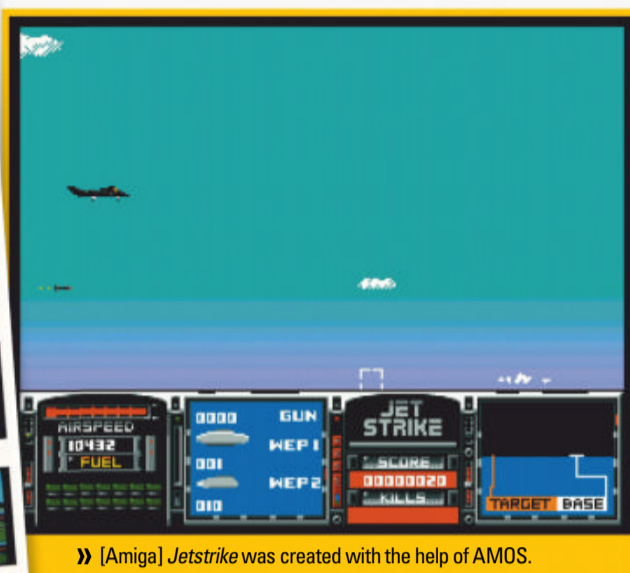 AIRSPEED
10432
FUEL
0000 GUN
WEP 1
001
WEP 2
010
JET
STRIKE
SCORE
00000020
KILLS
TARGET BASE
» [Amiga] Jetstrike was created with the help of AMOS.